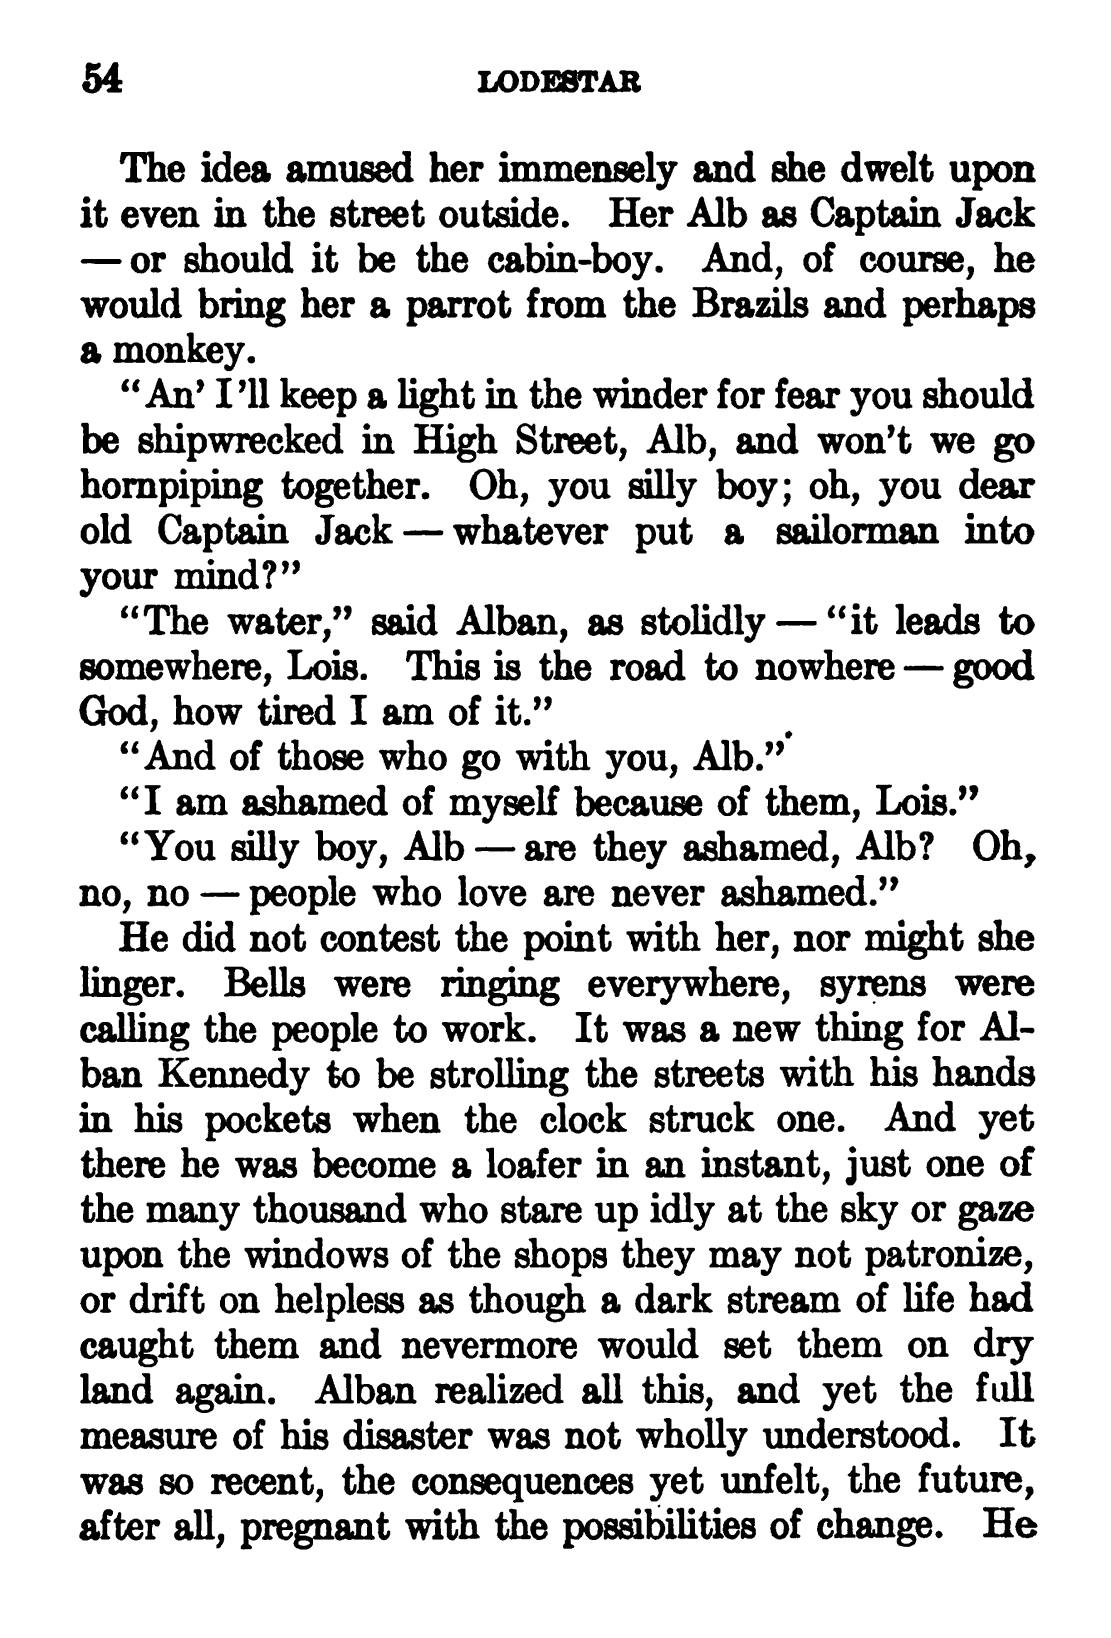 54
LODESTAR
The idea amused her immensely and she dwelt upon
it even in the street outside. Her Alb as Captain Jack
— or should it be the cabin-boy. And, of course, he
would bring her a parrot from the Brazils and perhaps
a monkey.
“An’ I’ll keep a light in the winder for fear you should
be shipwrecked in High Street, Alb, and won’t we go
hornpiping together. Oh, you silly boy; oh, you dear
old Captain Jack — whatever put a sailorman into
your mind?”
“The water,” said Alban, as stolidly — “it leads to
somewhere, Lois. This is the road to nowhere — good
God, how tired I am of it.”
“And of those who go with you, Alb.”
“I am ashamed of myself because of them, Lois.”
“You silly boy, Alb — are they ashamed, Alb? Oh,
no, no — people who love are never ashamed.”
He did not contest the point with her, nor might she
linger. Bells were ringing everywhere, syrens were
calling the people to work. It was a new thing for Al-
ban Kennedy to be strolling the streets with his hands
in his pockets when the clock struck one. And yet
there he was become a loafer in an instant, just one of
the many thousand who stare up idly at the sky or gaze
upon the windows of the shops they may not patronize,
or drift on helpless as though a dark stream of life had
caught them and nevermore would set them on dry
land again. Alban realized all this, and yet the full
measure of his disaster was not wholly understood. It
was so recent, the consequences yet unfelt, the future,
after all, pregnant with the possibilities of change. He